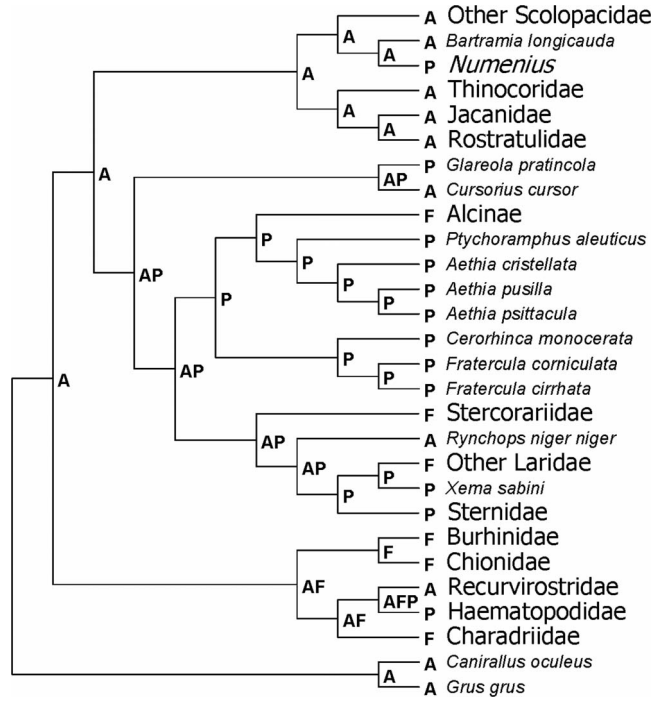 A Other Scolopacidae
A
A Bartramia longicauda
A
P Numenius
A
A Thinocoridae
A
A Jacanidae
A
A Rostratulidae
P Glareola pratincola
A
AP
A Cursorius cursor
F Alcinae
P
P Ptychoramphus aleuticus
P
P Aethia cristellata
AP
P
P Aethia pusilla
P
P
P Aethia psittacula
P Cerorhinca monocerata
P
P Fratercula corniculata
AP
P
A
P Fratercula cirrhata
F Stercorariidae
AP
A Rynchops niger niger
F Other Laridae
AP
P
P Xema sabini
P
P Sternidae
F Burhinidae
F
F Chionidae
AF
A Recurvirostridae
AFP
P Haematopodidae
AF
F Charadriidae
A Canirallus oculeus
A
A Grus grus